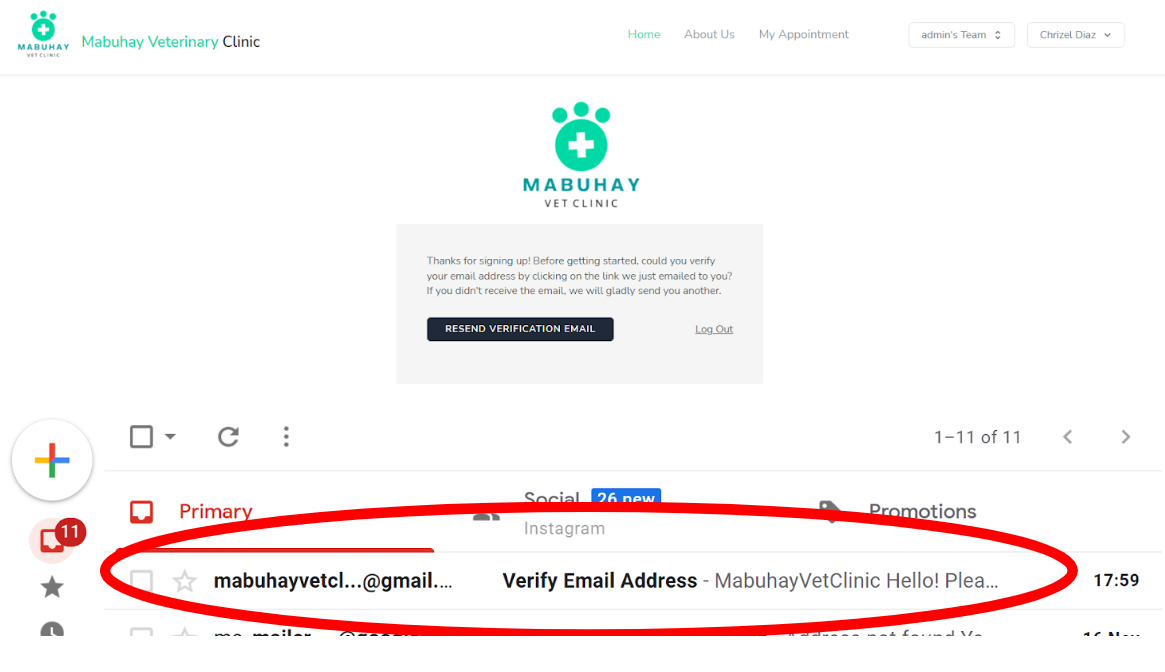 MABUHAY
VET CLINIC
Mabuhay Veterinary Clinic
Home
About Us
My Appointment
admin's Team
Chrizel Diaz
MABUHAY
VET CLINIC
Thanks for signing up! Before getting started, could you verify
your email address by clicking on the link we just emailed to you?
If you didn't receive the email, we will gladly send you another.
RESEND VERIFICATION EMAIL
Log Out
1–11 of 11
Primary
Social
26 new
Instagram
Promotions
11
mabuhayvetcl...@gmail....
Verify Email Address - MabuhayVetClinic Hello! Plea...
17:59
Address not found Yo
16 Nov